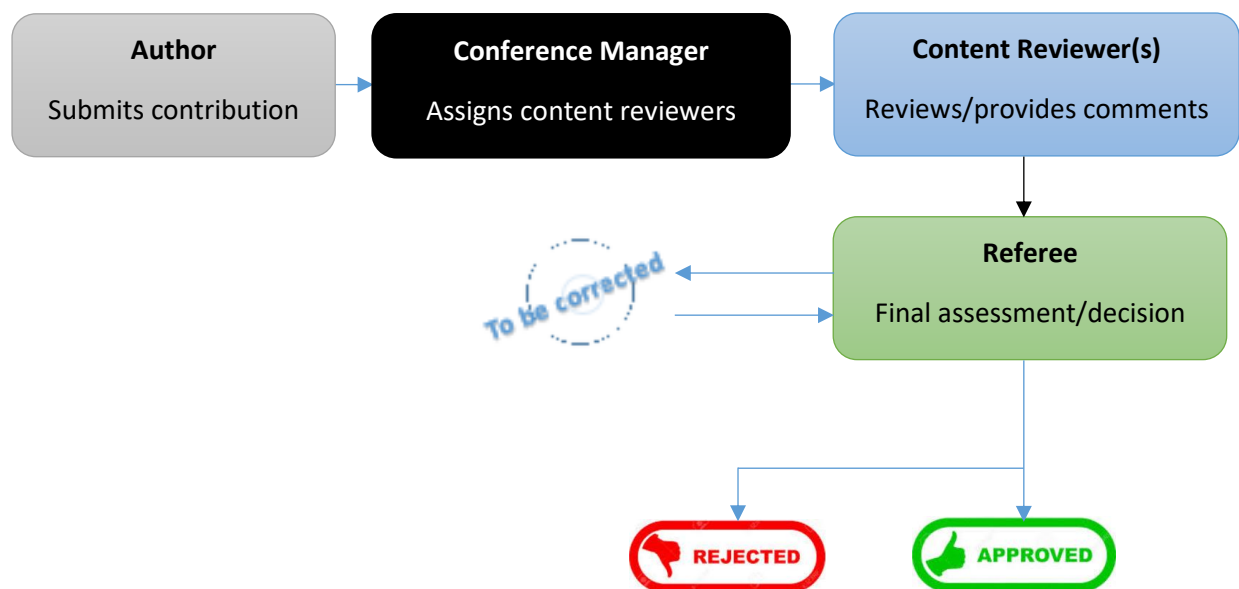 Author
Submits contribution
Conference Manager
Assigns content reviewers
Content Reviewer(s)
Reviews/provides comments
Referee
Final assessment/decision
To be corrected
REJECTED
APPROVED